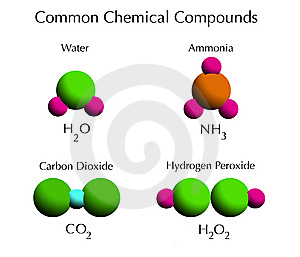 Common Chemical Compounds
Water
Ammonia
H2O
NH3
Carbon Dioxide
Hydrogen Peroxide
CO2
H2O2